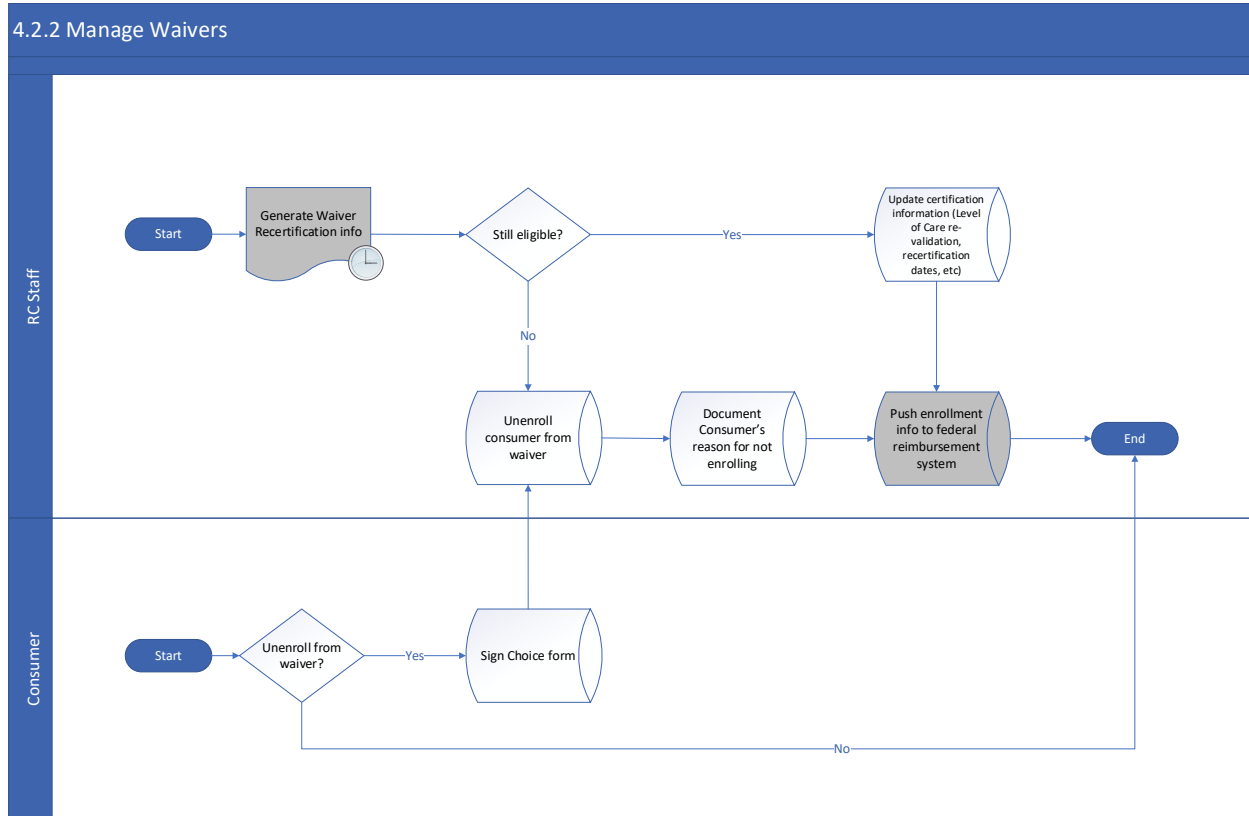 4.2.2 Manage Waivers
RC Staff
Start
Generate Waiver
Recertification info
Still eligible?
Yes
Update certification
information (Level
of Care re-
validation,
recertification
dates, etc)
No
Unenroll
consumer from
waiver
Document
Consumer’s
reason for not
enrolling
Push enrollment
info to federal
reimbursement
system
End
Consumer
Start
Unenroll from
waiver?
Yes
Sign Choice form
No